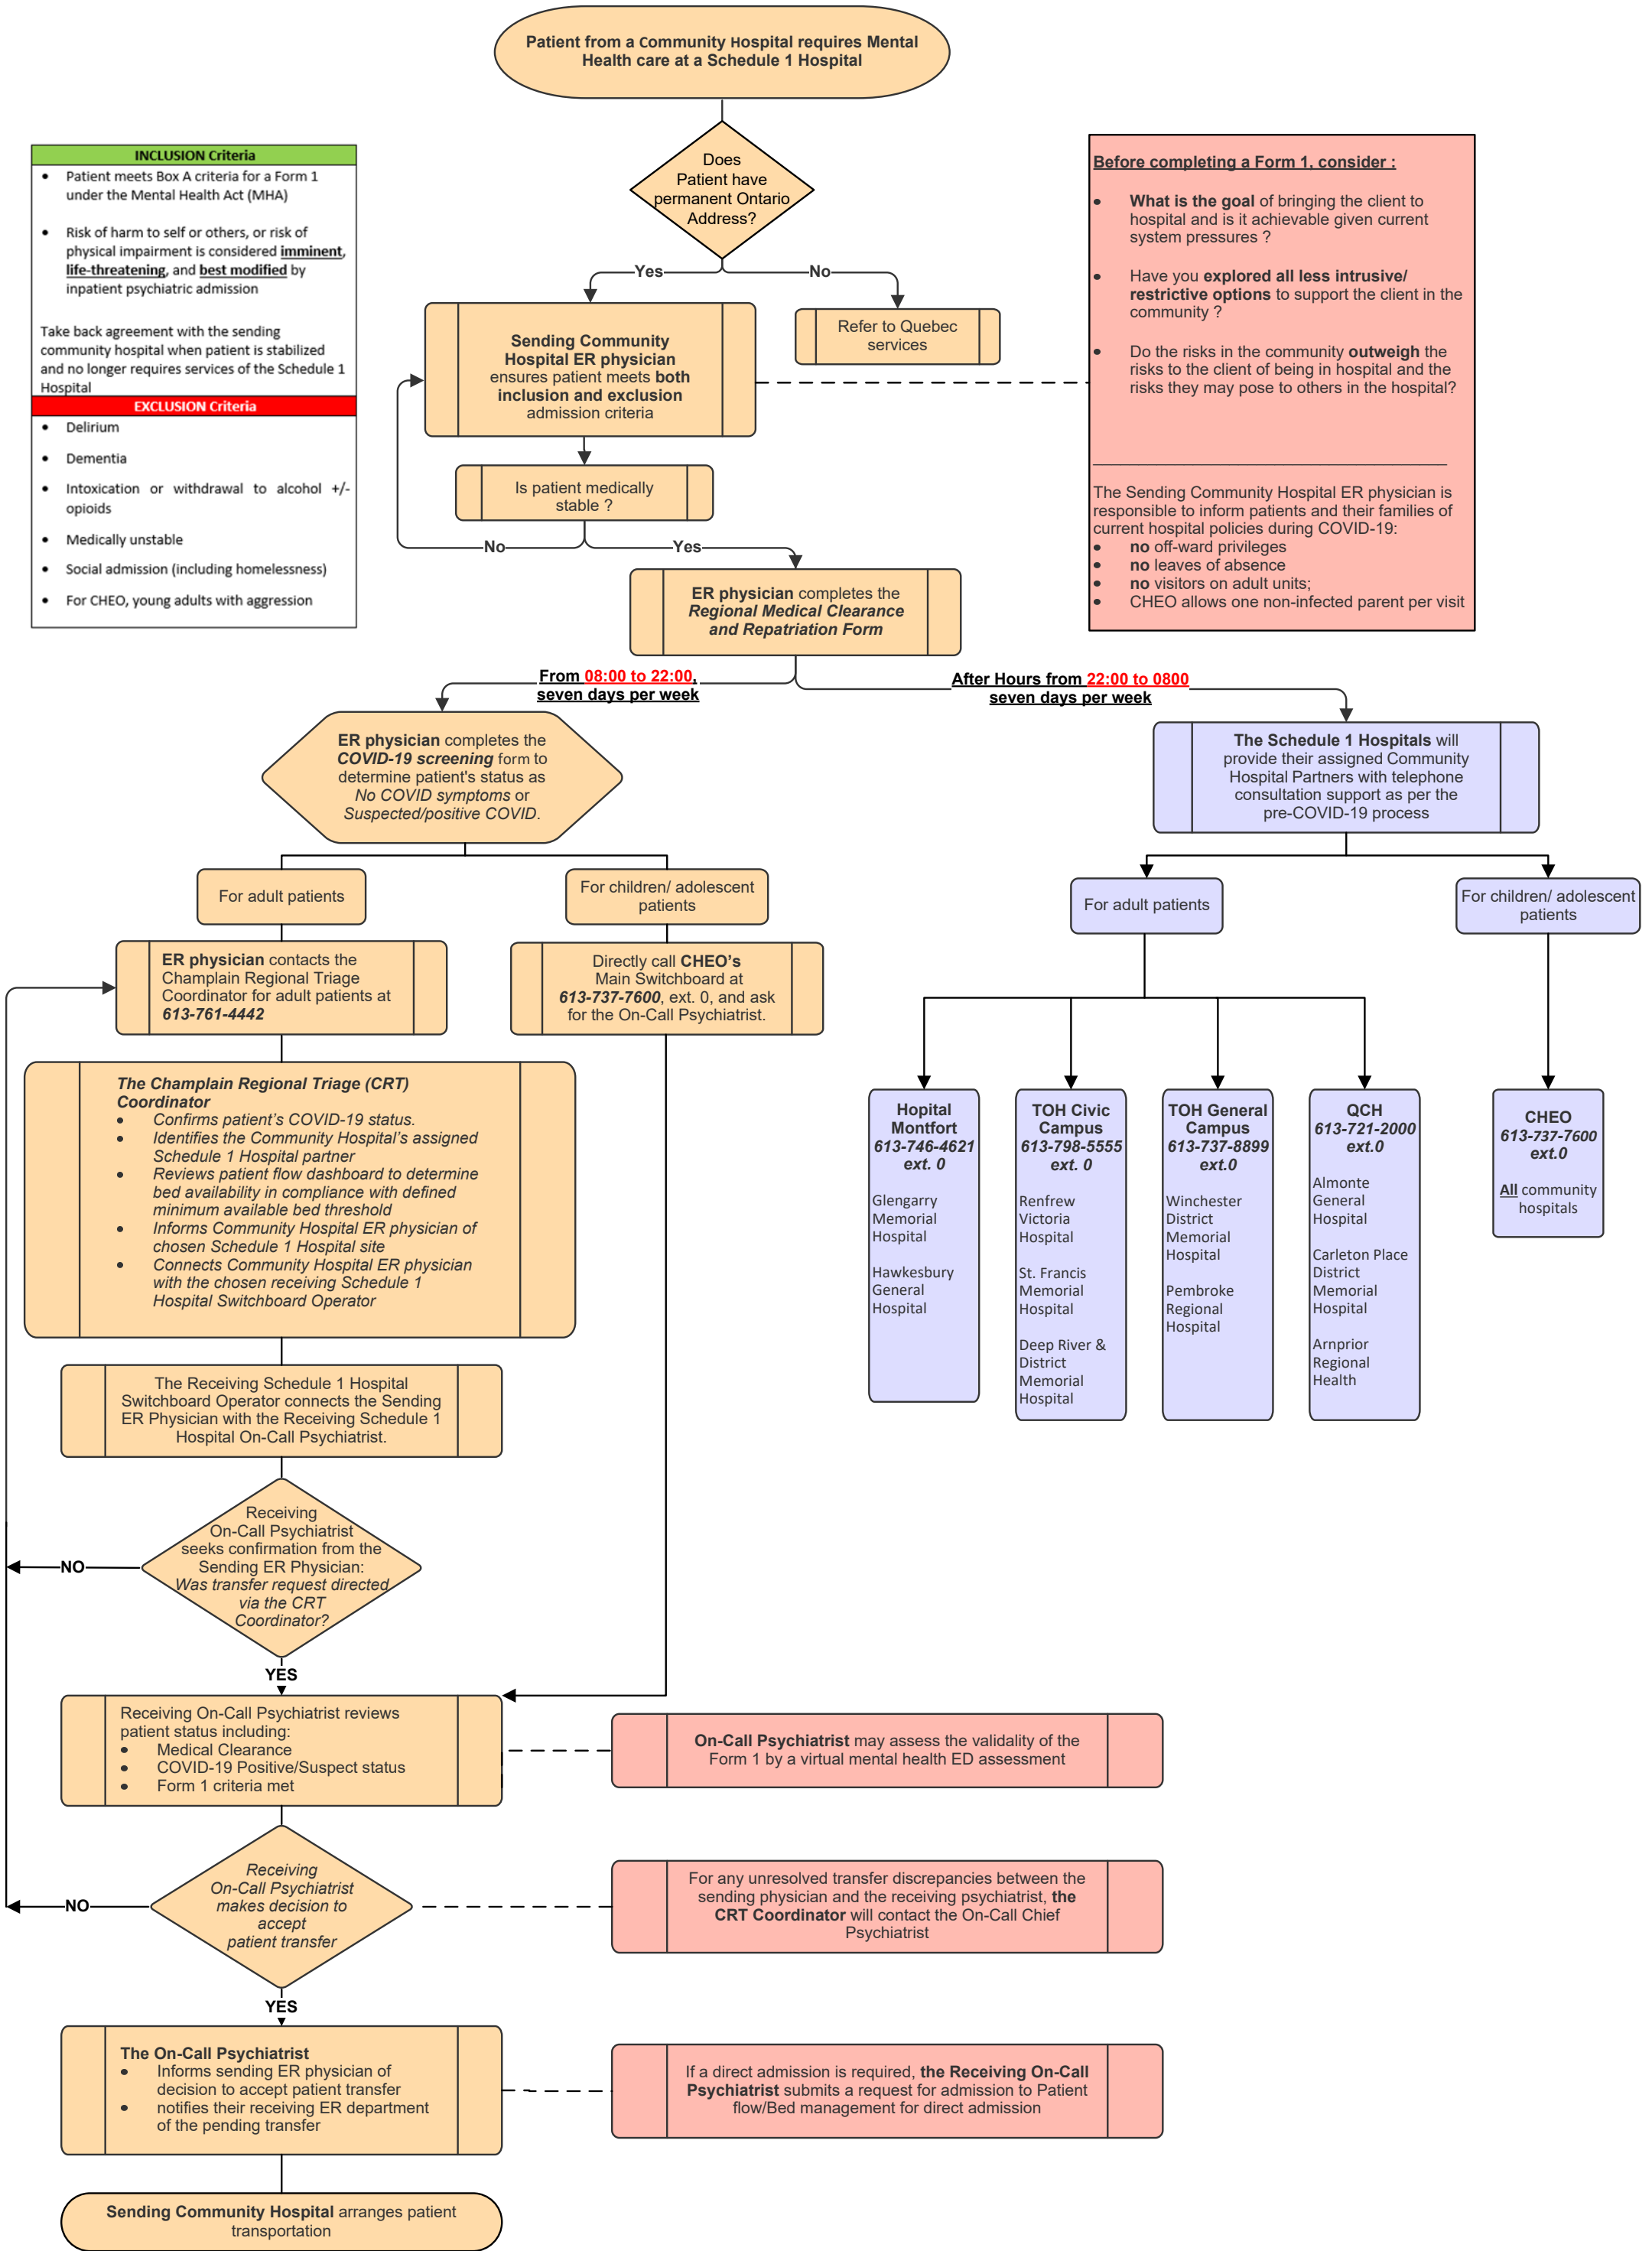 Patient from a Community Hospital requires Mental
Health care at a Schedule 1 Hospital
Does
Patient have
permanent Ontario
Address?
Yes
No
INCLUSION Criteria
• Patient meets Box A criteria for a Form 1
under the Mental Health Act (MHA)
• Risk of harm to self or others, or risk of
physical impairment is considered imminent,
life-threatening, and best modified by
inpatient psychiatric admission
Take back agreement with the sending
community hospital when patient is stabilized
and no longer requires services of the Schedule 1
Hospital
EXCLUSION Criteria
• Delirium
• Dementia
• Intoxication or withdrawal to alcohol +/-
opioids
• Medically unstable
• Social admission (including homelessness)
• For CHEO, young adults with aggression
Sending Community
Hospital ER physician
ensures patient meets both
inclusion and exclusion
admission criteria
Refer to Quebec
services
Before completing a Form 1, consider :
• What is the goal of bringing the client to
hospital and is it achievable given current
system pressures ?
• Have you explored all less intrusive/
restrictive options to support the client in the
community ?
• Do the risks in the community outweigh the
risks to the client of being in hospital and the
risks they may pose to others in the hospital?
The Sending Community Hospital ER physician is
responsible to inform patients and their families of
current hospital policies during COVID-19:
• no off-ward privileges
• no leaves of absence
• no visitors on adult units;
• CHEO allows one non-infected parent per visit
Is patient medically
stable ?
No
Yes
ER physician completes the
Regional Medical Clearance
and Repatriation Form
From 08:00 to 22:00,
seven days per week
After Hours from 22:00 to 0800
seven days per week
ER physician completes the
COVID-19 screening form to
determine patient's status as
No COVID symptoms or
Suspected/positive COVID.
The Schedule 1 Hospitals will
provide their assigned Community
Hospital Partners with telephone
consultation support as per the
pre-COVID-19 process
For adult patients
For children/ adolescent
patients
For adult patients
For children/ adolescent
patients
ER physician contacts the
Champlain Regional Triage
Coordinator for adult patients at
613-761-4442
Directly call CHEO’s
Main Switchboard at
613-737-7600, ext. 0, and ask
for the On-Call Psychiatrist.
The Champlain Regional Triage (CRT)
Coordinator
• Confirms patient’s COVID-19 status.
• Identifies the Community Hospital’s assigned
Schedule 1 Hospital partner
• Reviews patient flow dashboard to determine
bed availability in compliance with defined
minimum available bed threshold
• Informs Community Hospital ER physician of
chosen Schedule 1 Hospital site
• Connects Community Hospital ER physician
with the chosen receiving Schedule 1
Hospital Switchboard Operator
Hopital
Montfort
613-746-4621
ext. 0
Glengarry
Memorial
Hospital
Hawkesbury
General
Hospital
TOH Civic
Campus
613-798-5555
ext. 0
Renfrew
Victoria
Hospital
St. Francis
Memorial
Hospital
Deep River &
District
Memorial
Hospital
TOH General
Campus
613-737-8899
ext.0
Winchester
District
Memorial
Hospital
Pembroke
Regional
Hospital
QCH
613-721-2000
ext.0
Almonte
General
Hospital
Carleton Place
District
Memorial
Hospital
Arnprior
Regional
Health
CHEO
613-737-7600
ext.0
All community
hospitals
The Receiving Schedule 1 Hospital
Switchboard Operator connects the Sending
ER Physician with the Receiving Schedule 1
Hospital On-Call Psychiatrist.
Receiving
On-Call Psychiatrist
seeks confirmation from the
Sending ER Physician:
Was transfer request directed
via the CRT
Coordinator?
NO
YES
Receiving On-Call Psychiatrist reviews
patient status including:
• Medical Clearance
• COVID-19 Positive/Suspect status
• Form 1 criteria met
On-Call Psychiatrist may assess the validality of the
Form 1 by a virtual mental health ED assessment
Receiving
On-Call Psychiatrist
makes decision to
accept
patient transfer
NO
For any unresolved transfer discrepancies between the
sending physician and the receiving psychiatrist, the
CRT Coordinator will contact the On-Call Chief
Psychiatrist
YES
The On-Call Psychiatrist
• Informs sending ER physician of
decision to accept patient transfer
• notifies their receiving ER department
of the pending transfer
If a direct admission is required, the Receiving On-Call
Psychiatrist submits a request for admission to Patient
flow/Bed management for direct admission
Sending Community Hospital arranges patient
transportation